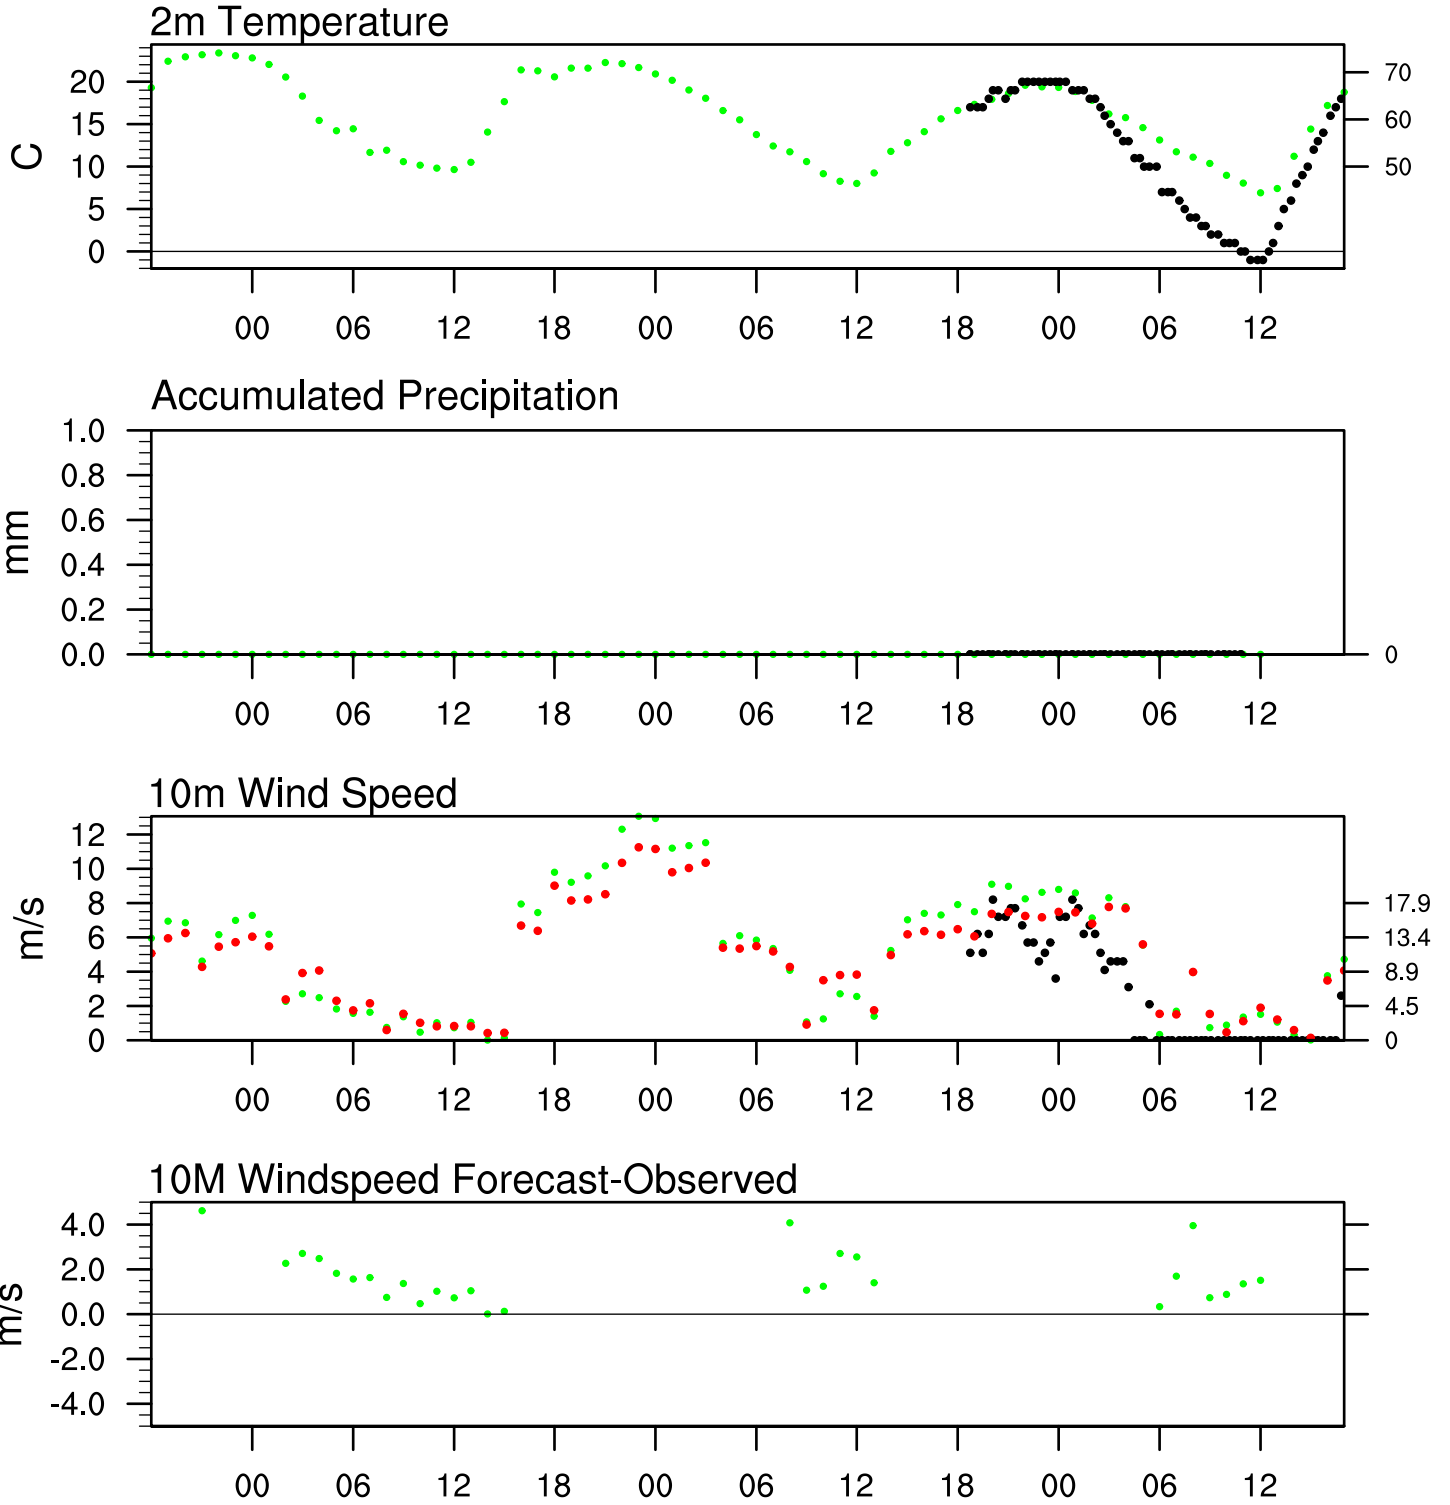 2m Temperature
20
15
10
5
0
C
70
60
50
00 06 12 18 00 06 12 18 00 06 12
Accumulated Precipitation
1.0
0.8
0.6
0.4
0.2
0.0
mm
0
00 06 12 18 00 06 12 18 00 06 12
10m Wind Speed
12
10
8
6
4
2
0
m/s
17.9
13.4
8.9
4.5
0
00 06 12 18 00 06 12 18 00 06 12
10M Windspeed Forecast-Observed
4.0
2.0
0.0
-2.0
-4.0
m/s
00 06 12 18 00 06 12 18 00 06 12